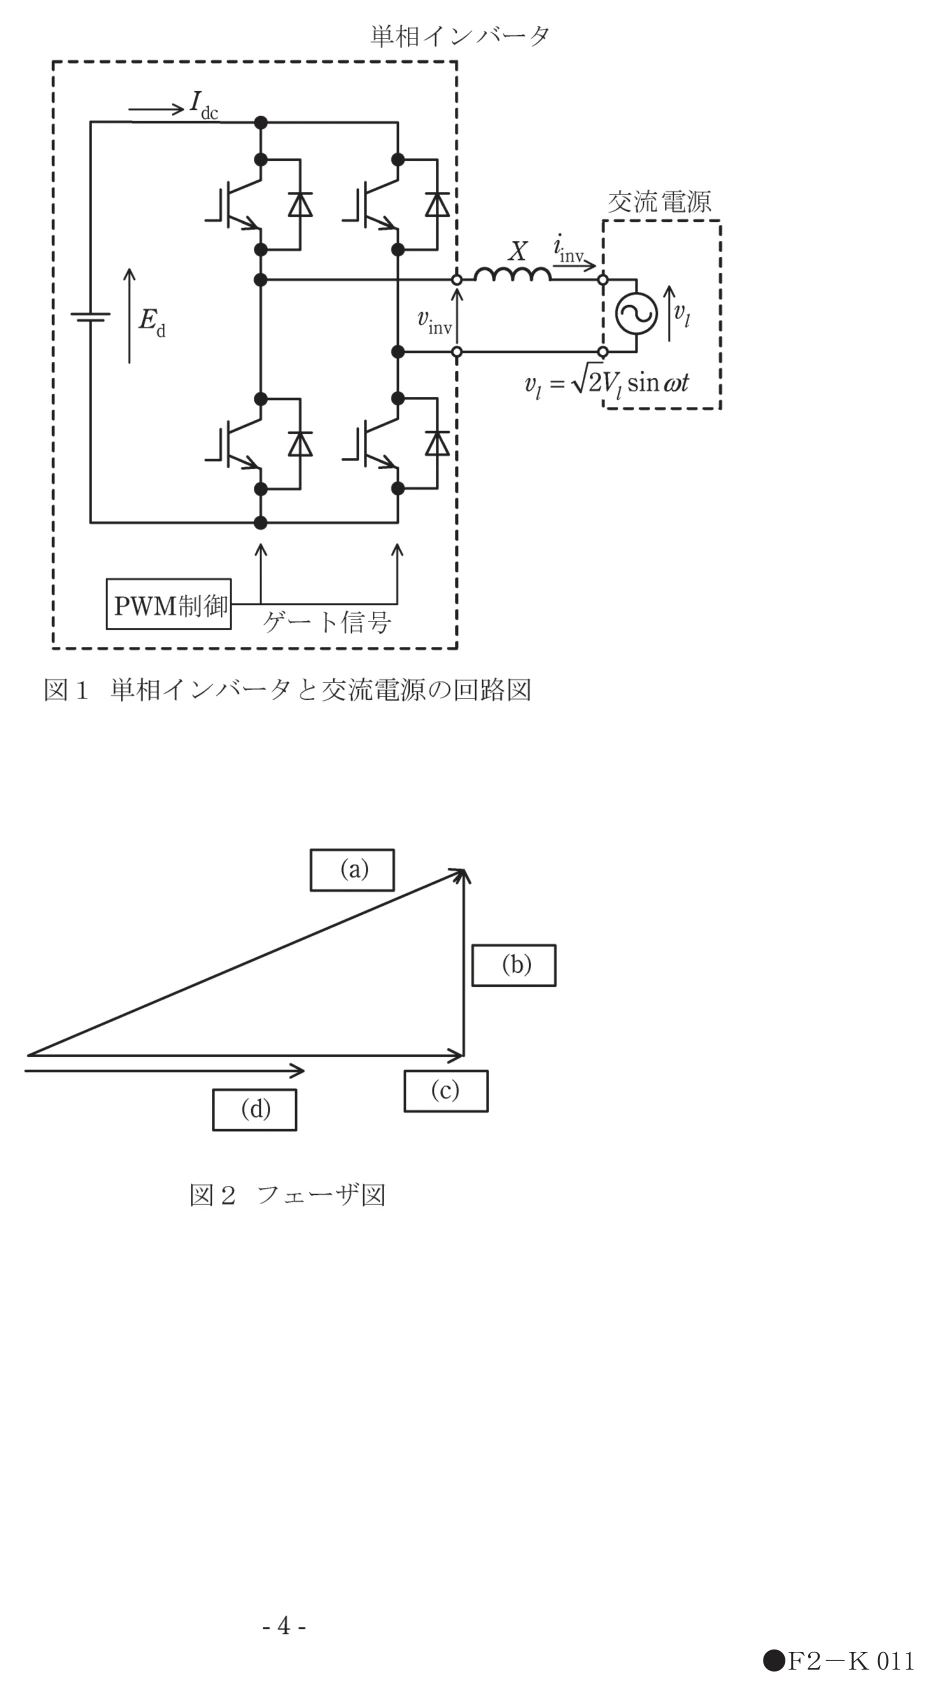 単相インバータ
I_dc
交流電源
X
i_inv
E_d
v_inv
v_l
v_l = √2V_l sin ωt
PWM制御
ゲート信号
図1 単相インバータと交流電源の回路図
(a)
(b)
(c)
(d)
図2 フェーザ図
- 4 -
●F2－K 011